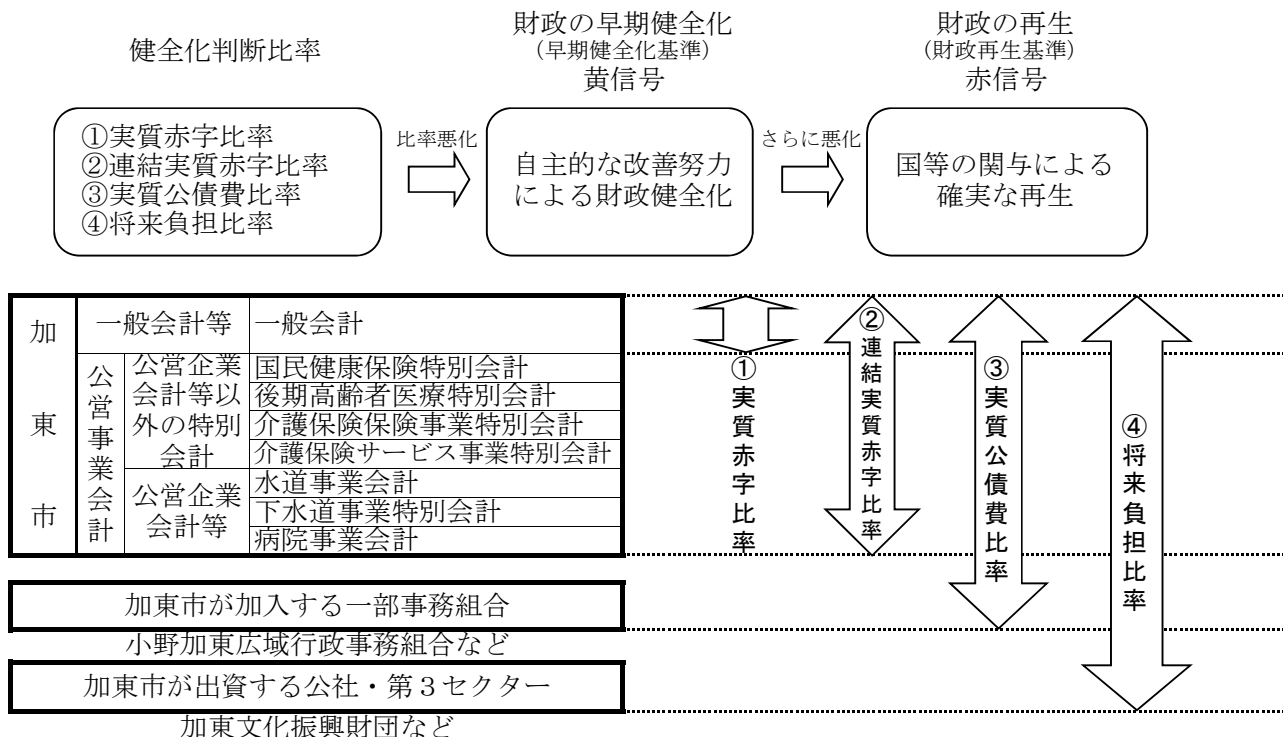 健全化判断比率
財政の早期健全化
(早期健全化基準)
黄信号
財政の再生
(財政再生基準)
赤信号
①実質赤字比率
②連結実質赤字比率
③実質公債費比率
④将来負担比率
比率悪化
自主的な改善努力
による財政健全化
さらに悪化
国等の関与による
確実な再生
加東市
一般会計等
一般会計
公営事業会計
公営企業
会計等以
外の特別
会計
国民健康保険特別会計
後期高齢者医療特別会計
介護保険保険事業特別会計
介護保険サービス事業特別会計
公営企業
会計等
水道事業会計
下水道事業特別会計
病院事業会計
①実質赤字比率
②連結実質赤字比率
③実質公債費比率
④将来負担比率
加東市が加入する一部事務組合
小野加東広域行政事務組合など
加東市が出資する公社・第３セクター
加東文化振興財団など